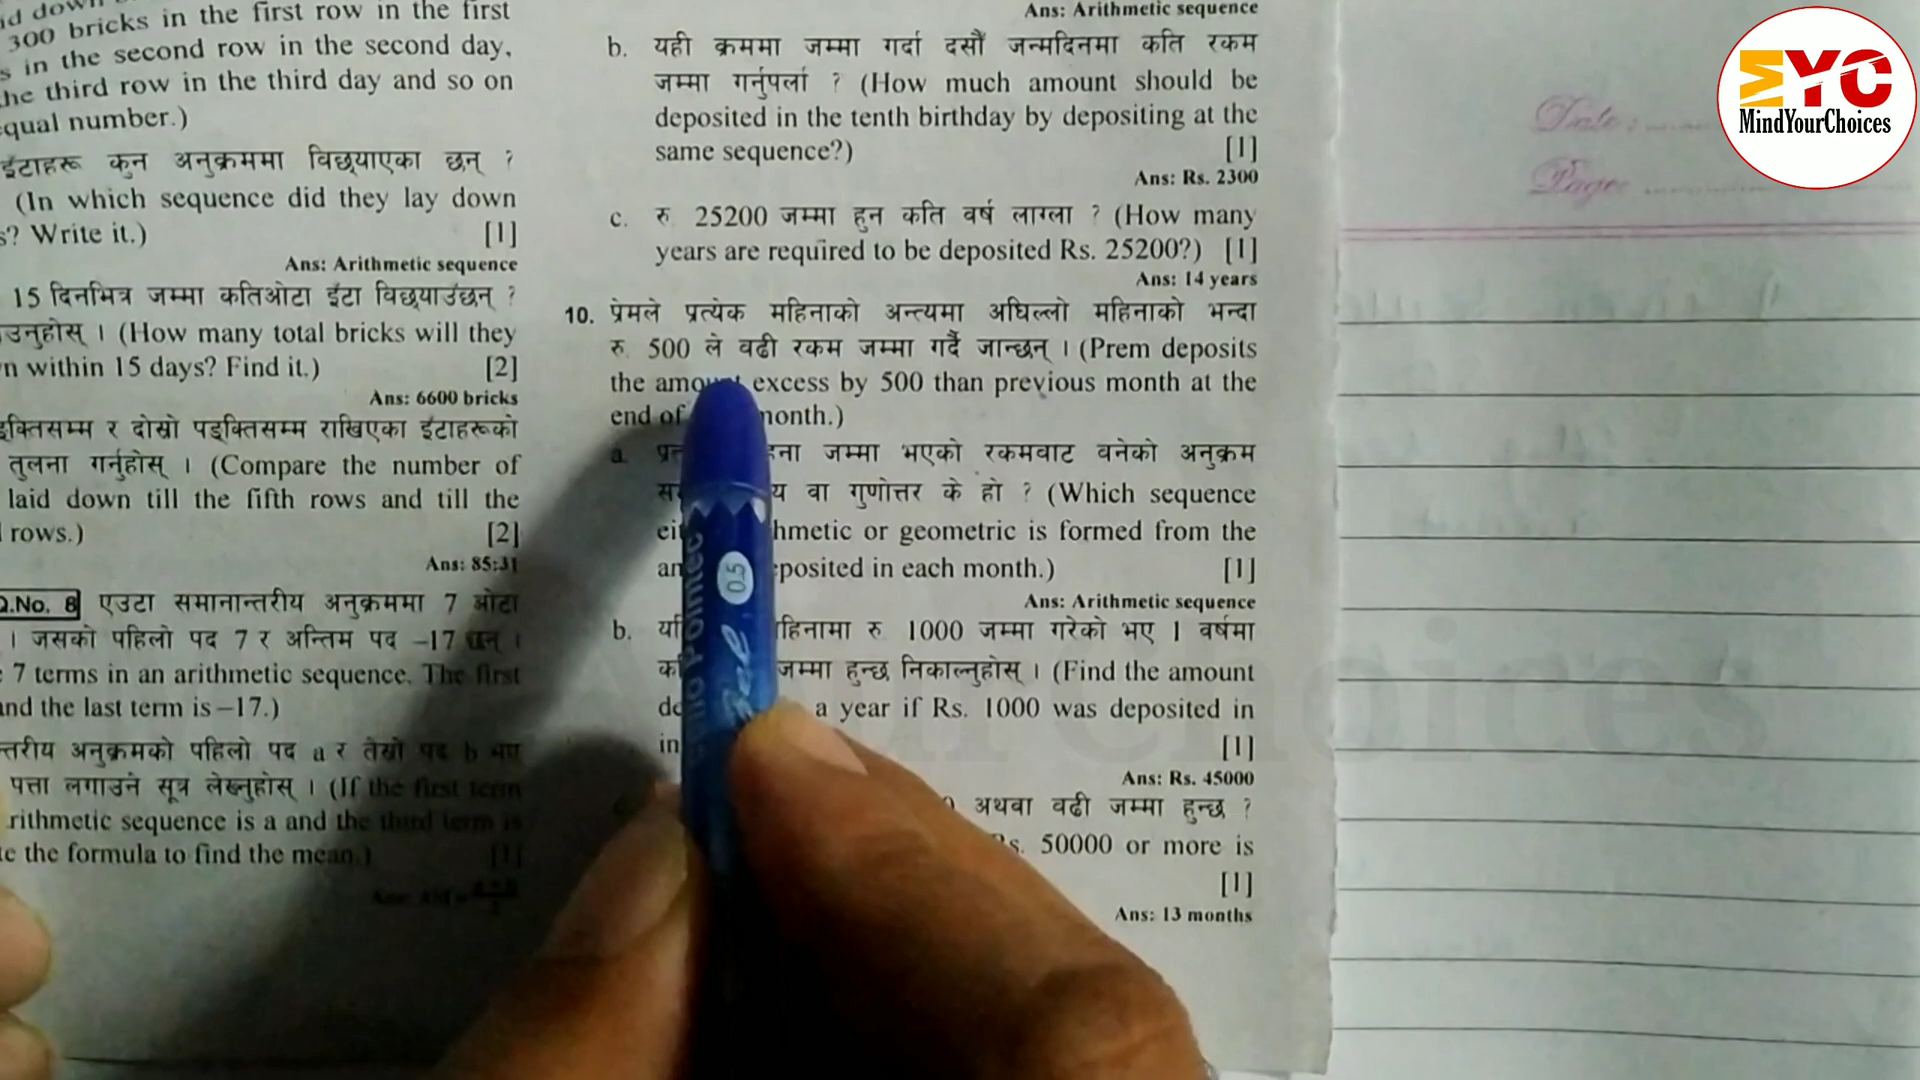 300 bricks in the first row in the first
s in the second row in the second day,
the third row in the third day and so on
equal number.)
ईंटाहरू कुन अनुक्रममा विछ्याएका छन् ?
(In which sequence did they lay down
s? Write it.) [1]
Ans: Arithmetic sequence
15 दिनभित्र जम्मा कतिओटा ईंटा विछ्याउँछन् ?
उनुहोस् । (How many total bricks will they
n within 15 days? Find it.) [2]
Ans: 6600 bricks
ङ्क्तिसम्म र दोस्रो पङ्क्तिसम्म राखिएका ईंटाहरूको
तुलना गर्नुहोस् । (Compare the number of
laid down till the fifth rows and till the
rows.) [2]
Ans: 85:31
Q.No. 8 एउटा समानान्तरीय अनुक्रममा 7 ओटा
। जसको पहिलो पद 7 र अन्तिम पद –17 छन् ।
7 terms in an arithmetic sequence. The first
and the last term is –17.)
न्तरीय अनुक्रमको पहिलो पद a र तेस्रो पद b भए
पत्ता लगाउने सूत्र लेख्नुहोस् । (If the first term
rithmetic sequence is a and the third term is
te the formula to find the mean.) [1]
Ans: Arithmetic sequence
b. यही क्रममा जम्मा गर्दा दसौं जन्मदिनमा कति रकम
जम्मा गर्नुपर्ला ? (How much amount should be
deposited in the tenth birthday by depositing at the
same sequence?) [1]
Ans: Rs. 2300
c. रु 25200 जम्मा हुन कति वर्ष लाग्ला ? (How many
years are required to be deposited Rs. 25200?) [1]
Ans: 14 years
10. प्रेमले प्रत्येक महिनाको अन्त्यमा अघिल्लो महिनाको भन्दा
रु 500 ले वढी रकम जम्मा गर्दै जान्छन् । (Prem deposits
the amount excess by 500 than previous month at the
end of month.)
a. जम्मा भएको रकमवाट वनेको अनुक्रम
वा गुणोत्तर के हो ? (Which sequence
hmetic or geometric is formed from the
eposited in each month.) [1]
Ans: Arithmetic sequence
b. हिनामा रु 1000 जम्मा गरेको भए 1 वर्षमा
जम्मा हुन्छ निकाल्नुहोस् । (Find the amount
a year if Rs. 1000 was deposited in
in [1]
Ans: Rs. 45000
अथवा वढी जम्मा हुन्छ ?
Rs. 50000 or more is
[1]
Ans: 13 months
Date :
Page
MYC
MindYourChoices
0.5